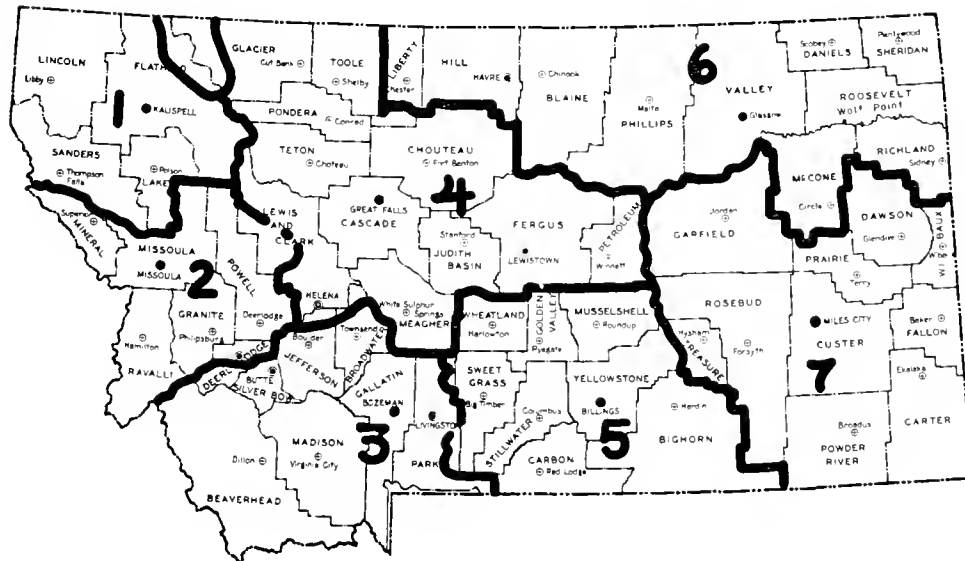 LINCOLN
Libby
FLATHEAD
1
KALISPELL
SANDERS
Thompson
Falls
Polson
LAKE
GLACIER
Cut Bank
TOOLE
Shelby
LIBERTY
Chester
HILL
HAVRE
Chinook
BLAINE
6
Malta
PHILLIPS
VALLEY
Glasgow
Scobey
DANIELS
Plentywood
SHERIDAN
ROOSEVELT
Wolf Point
RICHLAND
Sidney
PONDERA
Conrad
TETON
Choteau
CHOUTEAU
Fort Benton
4
LEWIS
AND
CLARK
GREAT FALLS
CASCADE
Stanford
JUDITH
BASIN
FERGUS
LEWISTOWN
PETROLEUM
Winnett
Jordan
GARFIELD
McCONE
Circle
DAWSON
Glendive
WIBAUX
Wibe
PRAIRIE
Terry
Superior
MINERAL
MISSOULA
MISSOULA
2
POWELL
GRANITE
Philipsburg
Deerlodge
Hamilton
RAVALLI
DEERLODGE
BUTTE
SILVER BOW
HELENA
Boulder
JEFFERSON
Townsend
BROADWATER
White Sulphur
Springs
MEAGHER
WHEATLAND
Harlowton
GOLDEN
VALLEY
Ryegate
MUSSELSHELL
Roundup
ROSEBUD
Forsyth
Hysham
TREASURE
MILES CITY
CUSTER
7
Baker
FALLON
Ekalaka
CARTER
Broadus
POWDER
RIVER
GALLATIN
BOZEMAN
LIVINGSTON
PARK
3
SWEET
GRASS
Big Timber
Columbus
STILLWATER
YELLOWSTONE
BILLINGS
5
Hardin
BIGHORN
CARBON
Red Lodge
MADISON
Virginia City
Dillon
BEAVERHEAD